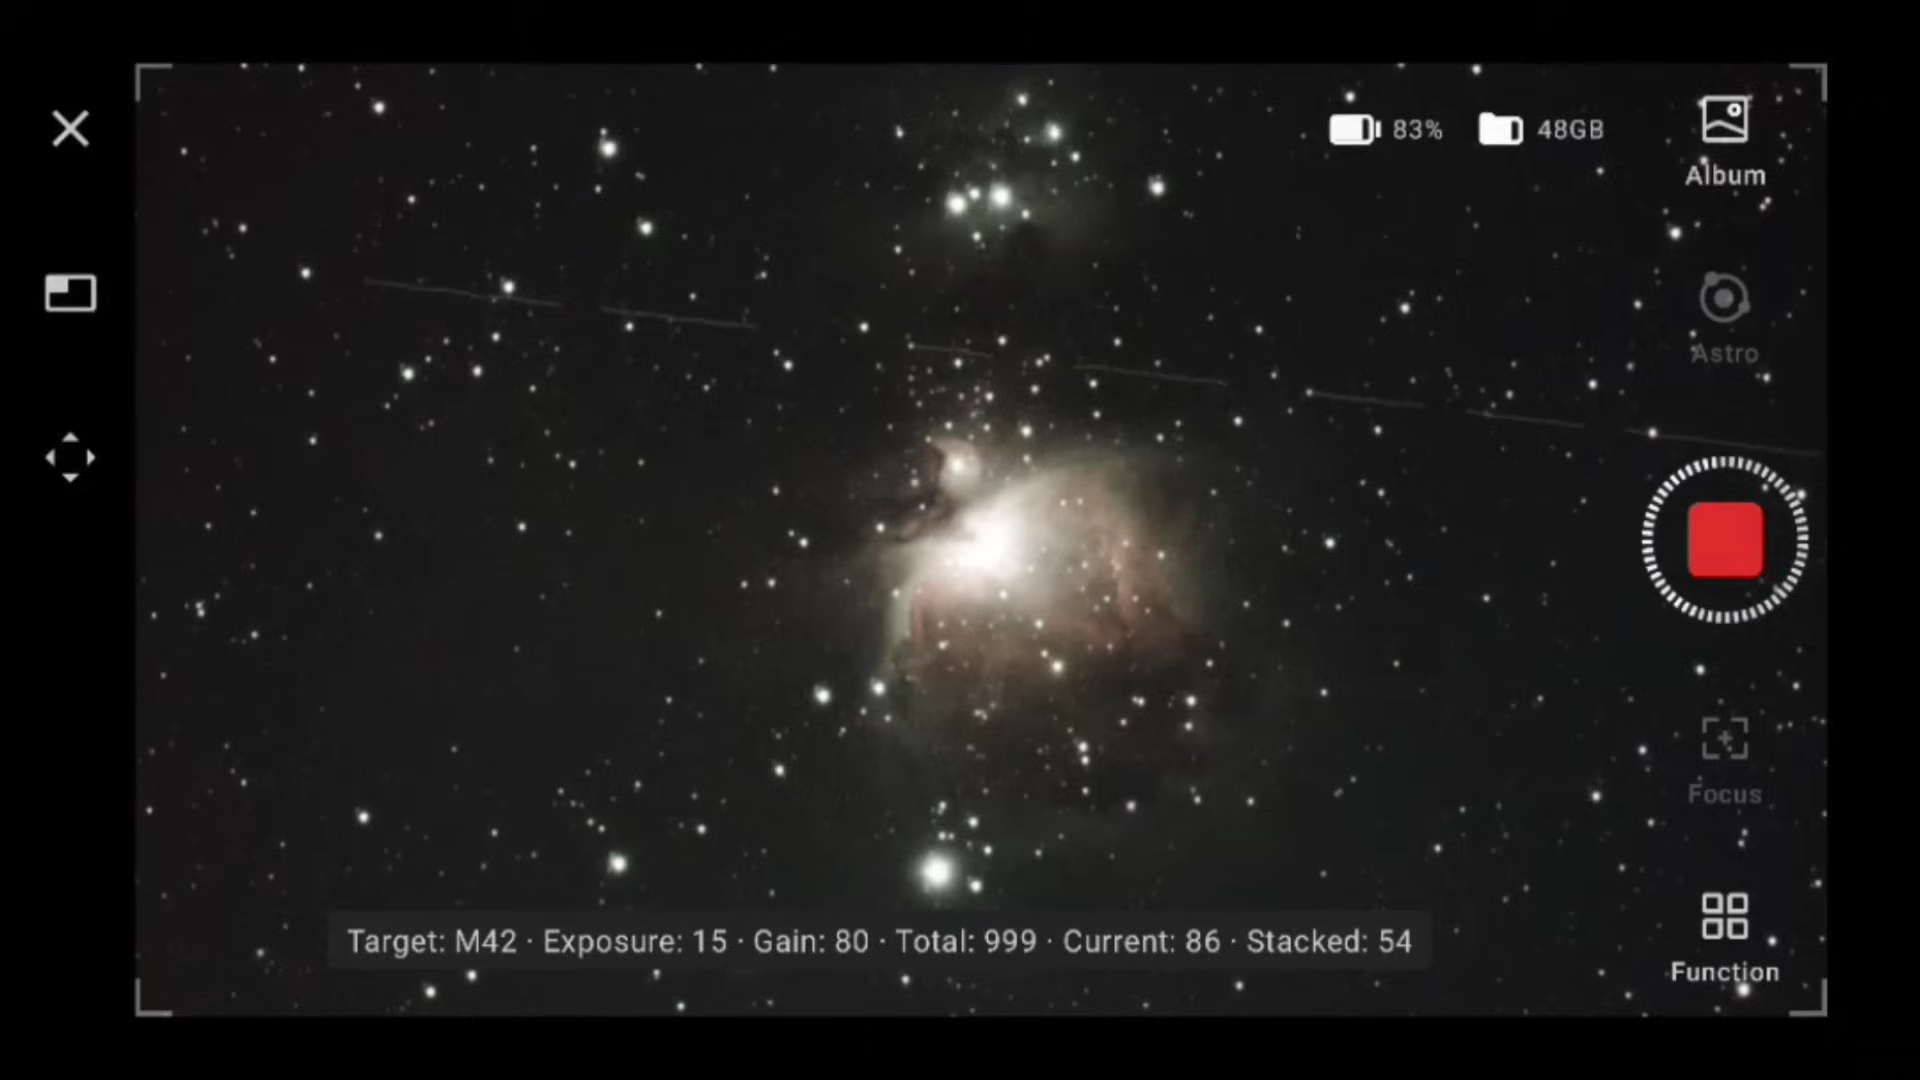 83% 48GB
Album
Astro
Focus
Target: M42 · Exposure: 15 · Gain: 80 · Total: 999 · Current: 86 · Stacked: 54
Function